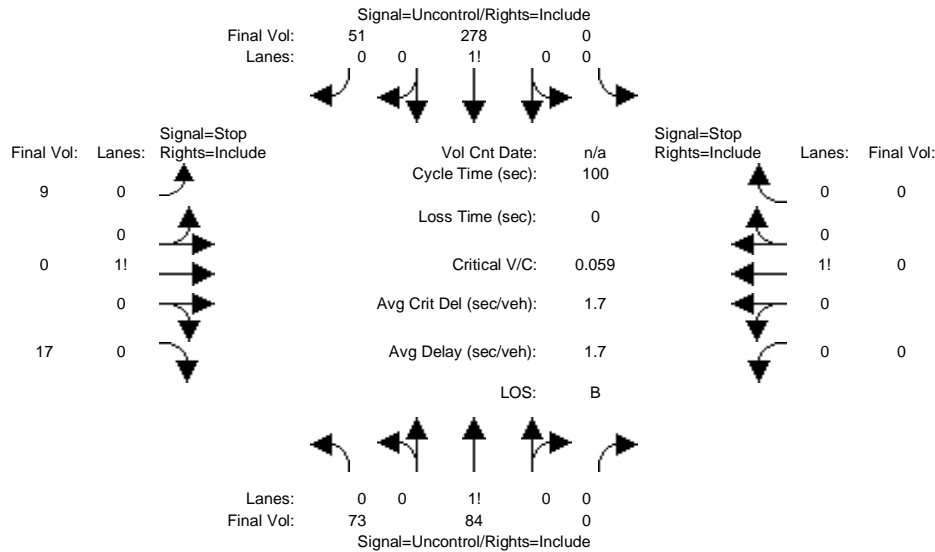 Signal=Uncontrol/Rights=Include
Final Vol: 51 278 0
Lanes: 0 0 1! 0 0
Signal=Stop Signal=Stop
Final Vol: Lanes: Rights=Include Vol Cnt Date: n/a Rights=Include Lanes: Final Vol:
Cycle Time (sec): 100
9 0 0 0
Loss Time (sec): 0
0 0
0 1! Critical V/C: 0.059 1! 0
0 Avg Crit Del (sec/veh): 1.7 0
17 0 Avg Delay (sec/veh): 1.7 0 0
LOS: B
Lanes: 0 0 1! 0 0
Final Vol: 73 84 0
Signal=Uncontrol/Rights=Include